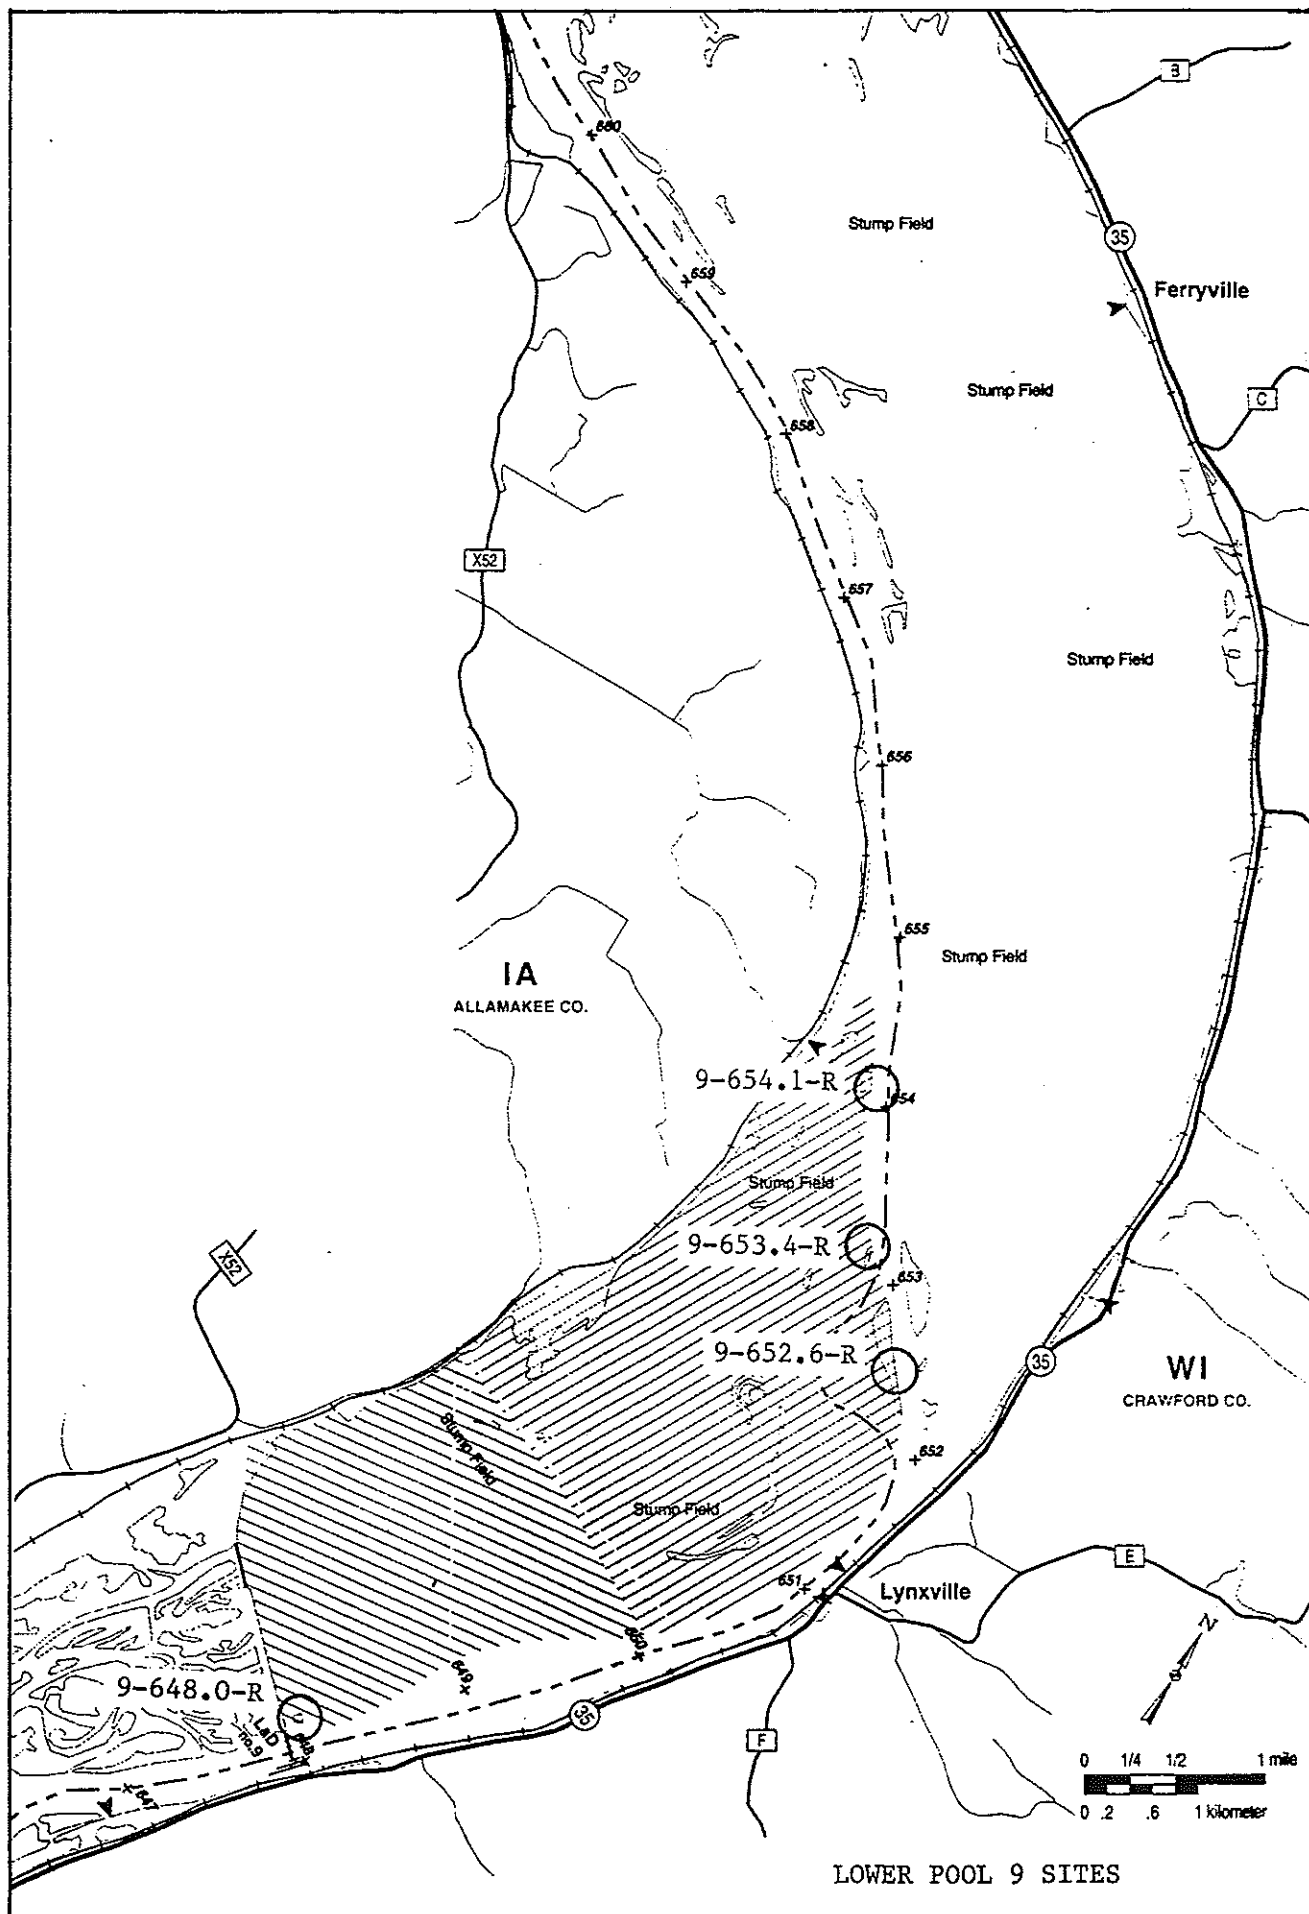 B
660
Stump Field
35
659
Ferryville
Stump Field
C
658
X52
657
Stump Field
656
655
Stump Field
IA
ALLAMAKEE CO.
9-654.1-R
654
Stump Field
9-653.4-R
X52
653
9-652.6-R
35
WI
CRAWFORD CO.
Stump Field
652
Stump Field
E
651
Lynxville
N
650
649
9-648.0-R
35
L&D
no.9
648
F
0 1/4 1/2 1 mile
647
0 .2 .6 1 kilometer
LOWER POOL 9 SITES